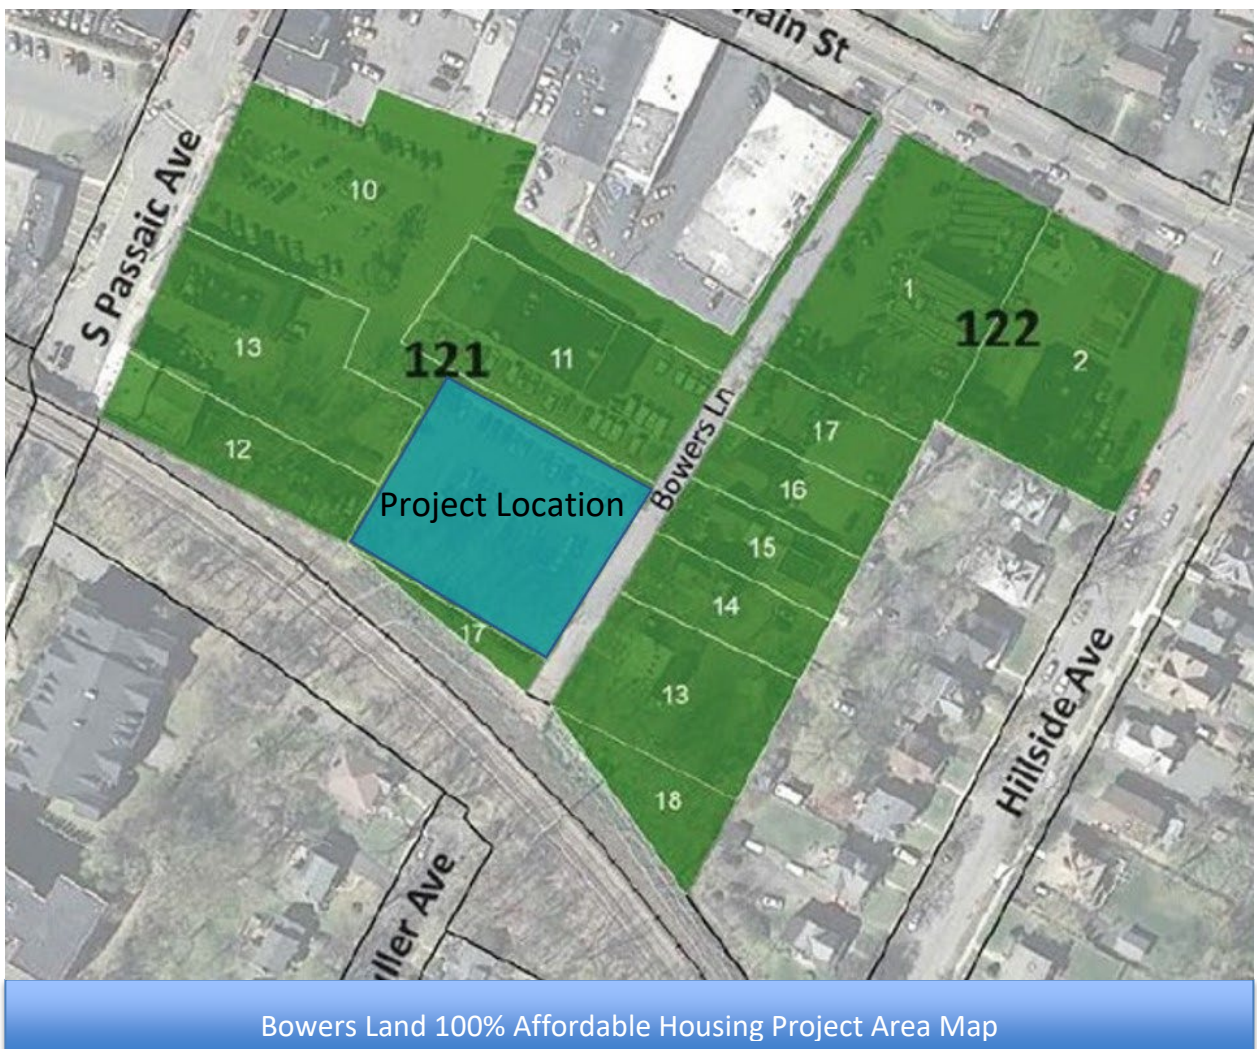 ain St
S Passaic Ave
10
13
12
121
11
Project Location
17
Bowers Ln
1
122
2
17
16
15
14
13
18
Hillside Ave
ller Ave
Bowers Land 100% Affordable Housing Project Area Map